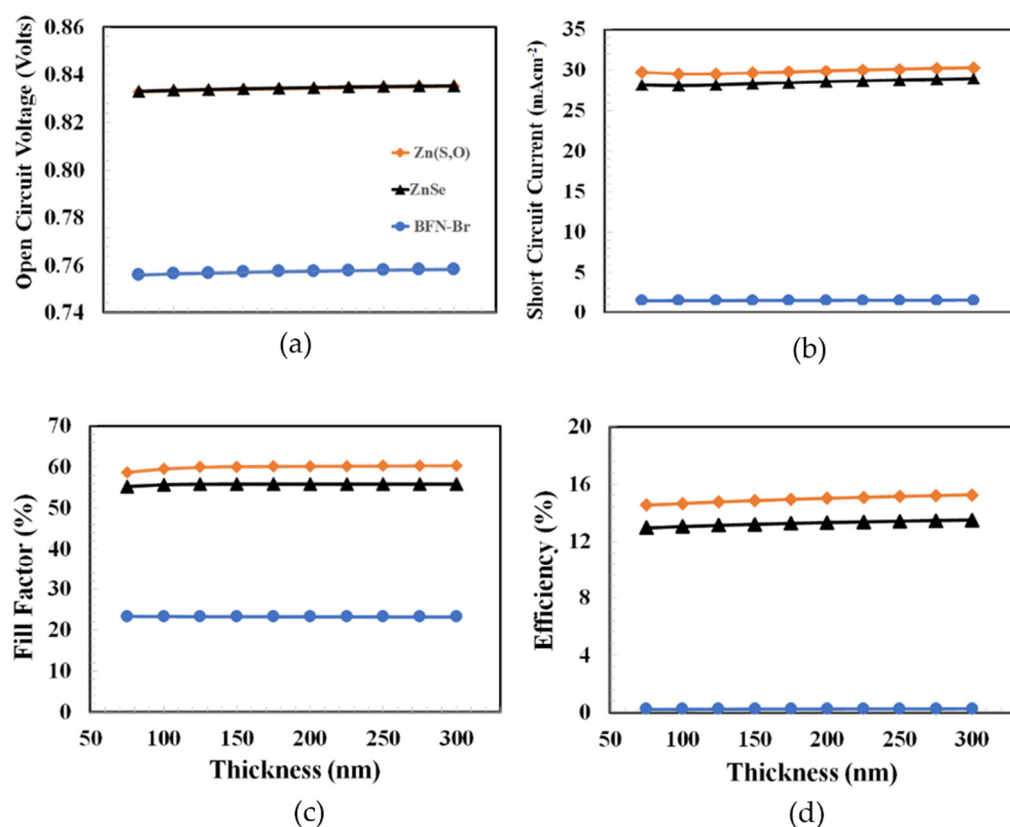 Open Circuit Voltage (Volts)
0.86
0.84
0.82
0.80
0.78
0.76
0.74
Zn(S,O)
ZnSe
BFN-Br
(a)
Short Circuit Current (mAcm⁻²)
35
30
25
20
15
10
5
0
(b)
Fill Factor (%)
70
60
50
40
30
20
10
0
50 100 150 200 250 300
Thickness (nm)
(c)
Efficiency (%)
20
16
12
8
4
0
50 100 150 200 250 300
Thickness (nm)
(d)